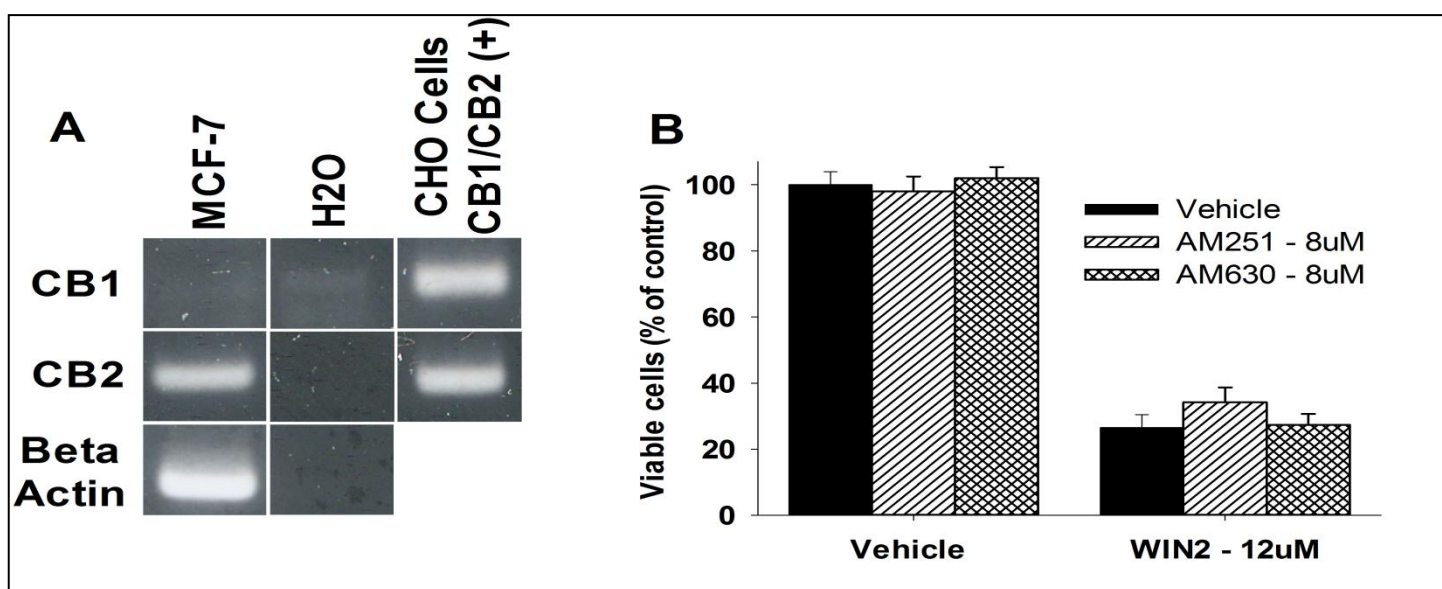 A
MCF-7
H2O
CHO Cells
CB1/CB2 (+)
CB1
CB2
Beta
Actin
B
Viable cells (% of control)
100
80
60
40
20
0
Vehicle
AM251 - 8uM
AM630 - 8uM
Vehicle
WIN2 - 12uM